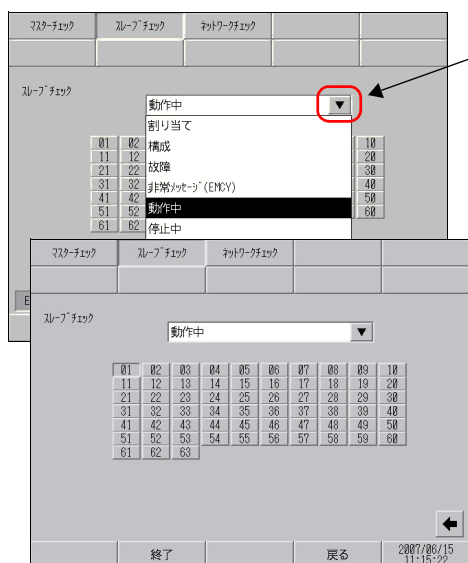 マスターチェック スレーブチェック ネットワークチェック
スレーブチェック
動作中 ▼
割り当て
構成
故障
非常メッセージ(EMCY)
動作中
停止中
01 02 10
11 12 20
21 22 30
31 32 40
41 42 50
51 52 60
61 62
E
マスターチェック スレーブチェック ネットワークチェック
スレーブチェック
動作中 ▼
01 02 03 04 05 06 07 08 09 10
11 12 13 14 15 16 17 18 19 20
21 22 23 24 25 26 27 28 29 30
31 32 33 34 35 36 37 38 39 40
41 42 43 44 45 46 47 48 49 50
51 52 53 54 55 56 57 58 59 60
61 62 63
終了 戻る 2007/06/15
11:15:22